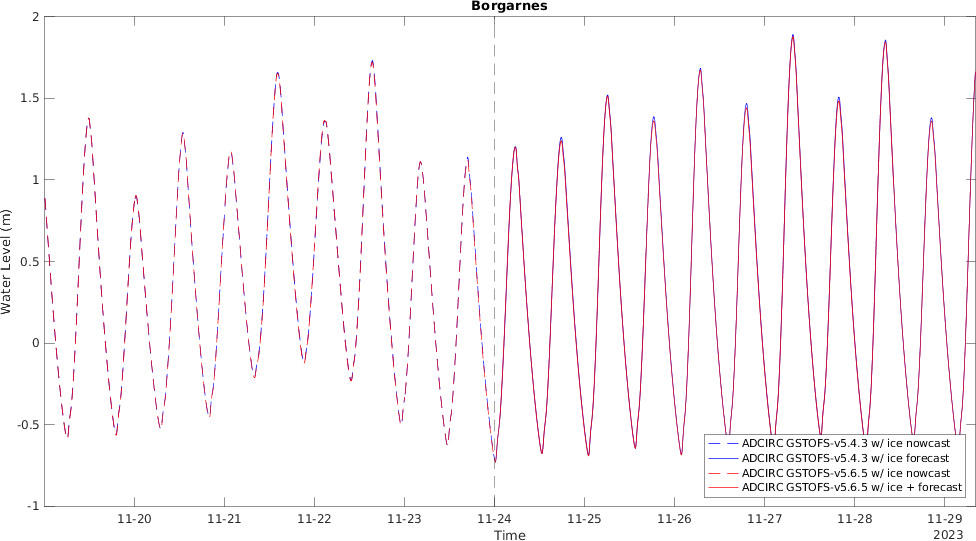 Borgarnes
2
1.5
1
0.5
0
-0.5
-1
Water Level (m)
11-20
11-21
11-22
11-23
11-24
11-25
11-26
11-27
11-28
11-29
2023
Time
ADCIRC GSTOFS-v5.4.3 w/ ice nowcast
ADCIRC GSTOFS-v5.4.3 w/ ice forecast
ADCIRC GSTOFS-v5.6.5 w/ ice nowcast
ADCIRC GSTOFS-v5.6.5 w/ ice + forecast